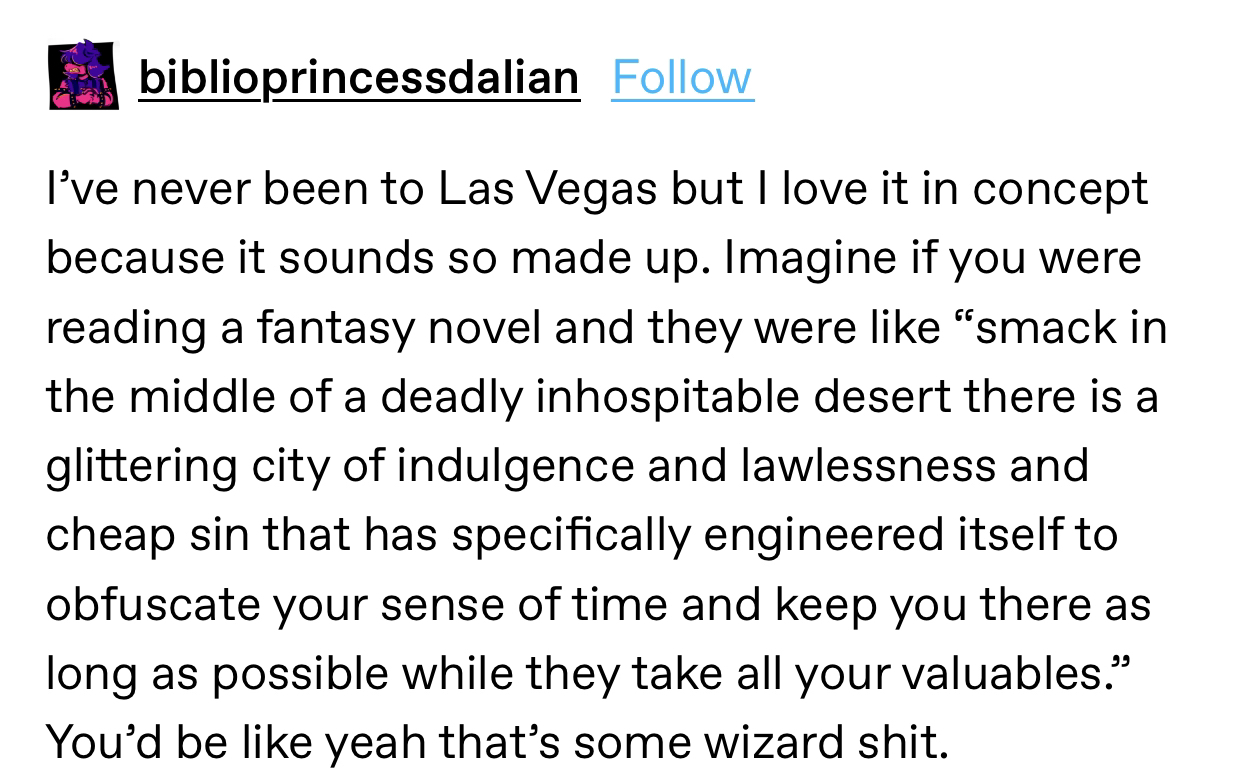 biblioprincessdalian Follow
I’ve never been to Las Vegas but I love it in concept
because it sounds so made up. Imagine if you were
reading a fantasy novel and they were like “smack in
the middle of a deadly inhospitable desert there is a
glittering city of indulgence and lawlessness and
cheap sin that has specifically engineered itself to
obfuscate your sense of time and keep you there as
long as possible while they take all your valuables.”
You’d be like yeah that’s some wizard shit.